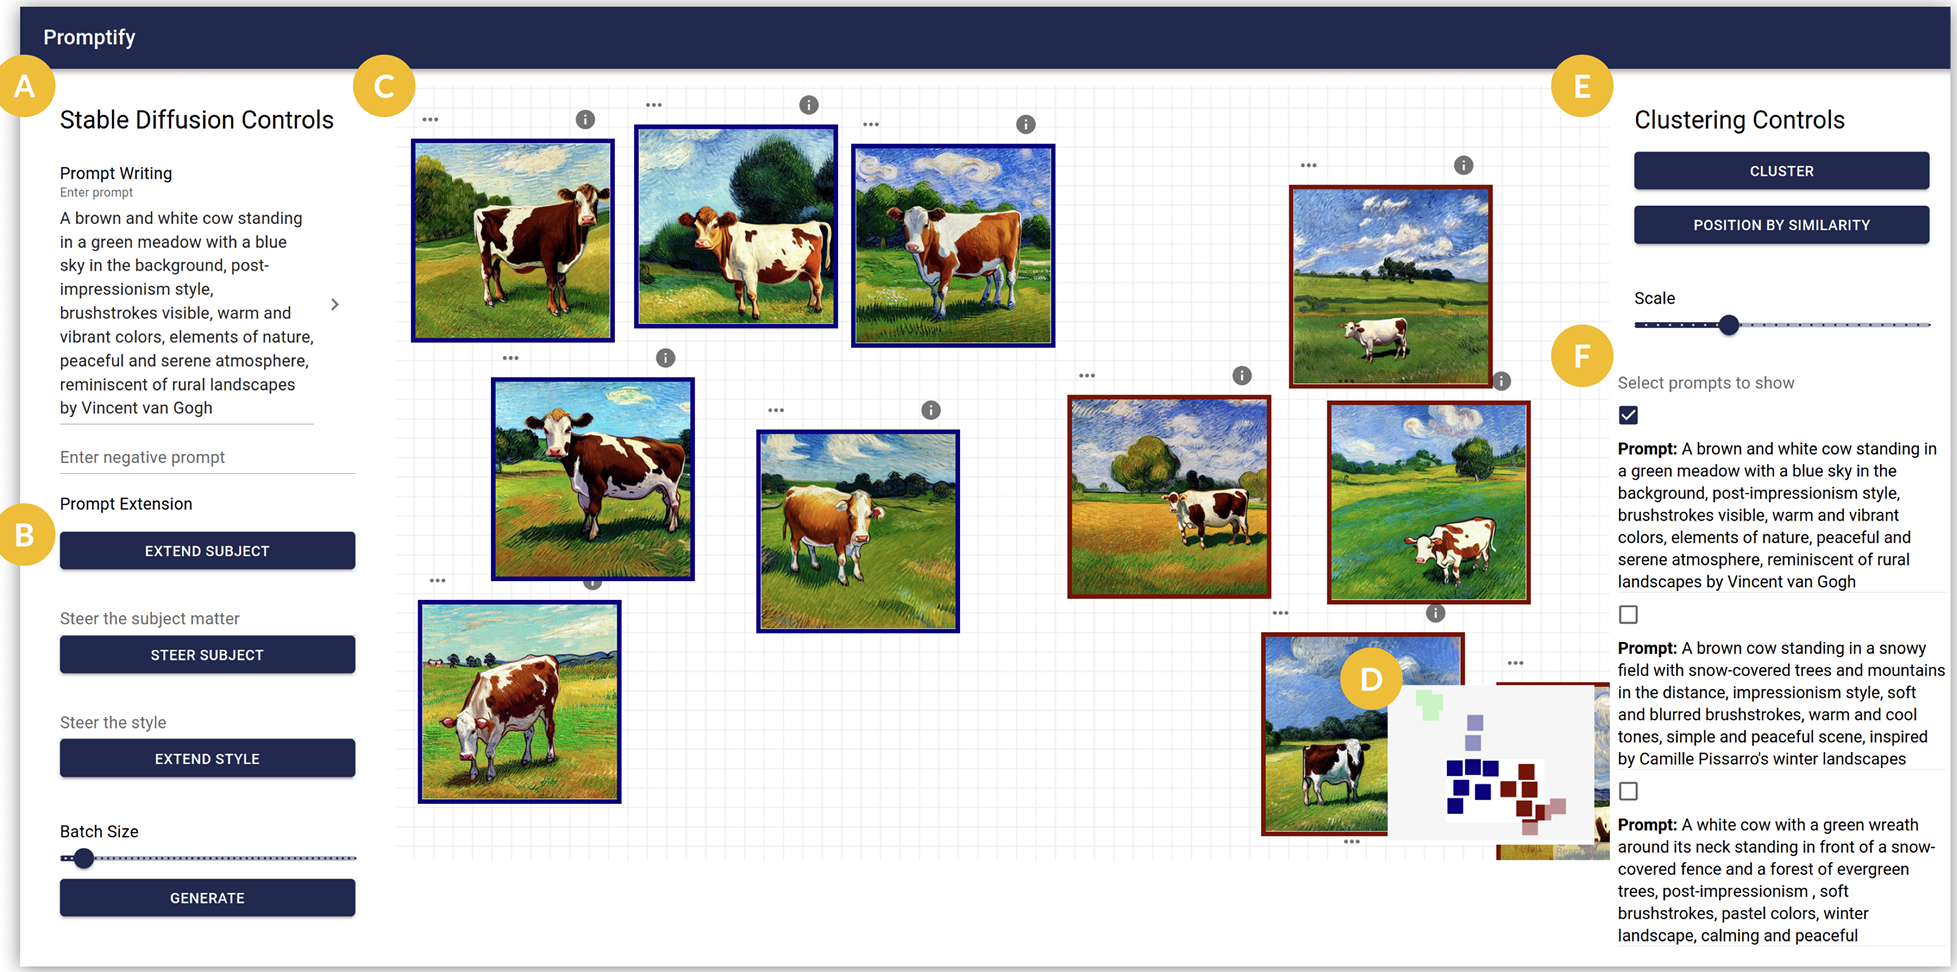 Promptify
A
Stable Diffusion Controls
Prompt Writing
Enter prompt
A brown and white cow standing
in a green meadow with a blue
sky in the background, post-
impressionism style,
brushstrokes visible, warm and
vibrant colors, elements of nature,
peaceful and serene atmosphere,
reminiscent of rural landscapes
by Vincent van Gogh
Enter negative prompt
Prompt Extension
B
EXTEND SUBJECT
Steer the subject matter
STEER SUBJECT
Steer the style
EXTEND STYLE
Batch Size
GENERATE
C
D
E
Clustering Controls
CLUSTER
POSITION BY SIMILARITY
Scale
F
Select prompts to show
Prompt: A brown and white cow standing in
a green meadow with a blue sky in the
background, post-impressionism style,
brushstrokes visible, warm and vibrant
colors, elements of nature, peaceful and
serene atmosphere, reminiscent of rural
landscapes by Vincent van Gogh
Prompt: A brown cow standing in a snowy
field with snow-covered trees and mountains
in the distance, impressionism style, soft
and blurred brushstrokes, warm and cool
tones, simple and peaceful scene, inspired
by Camille Pissarro's winter landscapes
Prompt: A white cow with a green wreath
around its neck standing in front of a snow-
covered fence and a forest of evergreen
trees, post-impressionism , soft
brushstrokes, pastel colors, winter
landscape, calming and peaceful